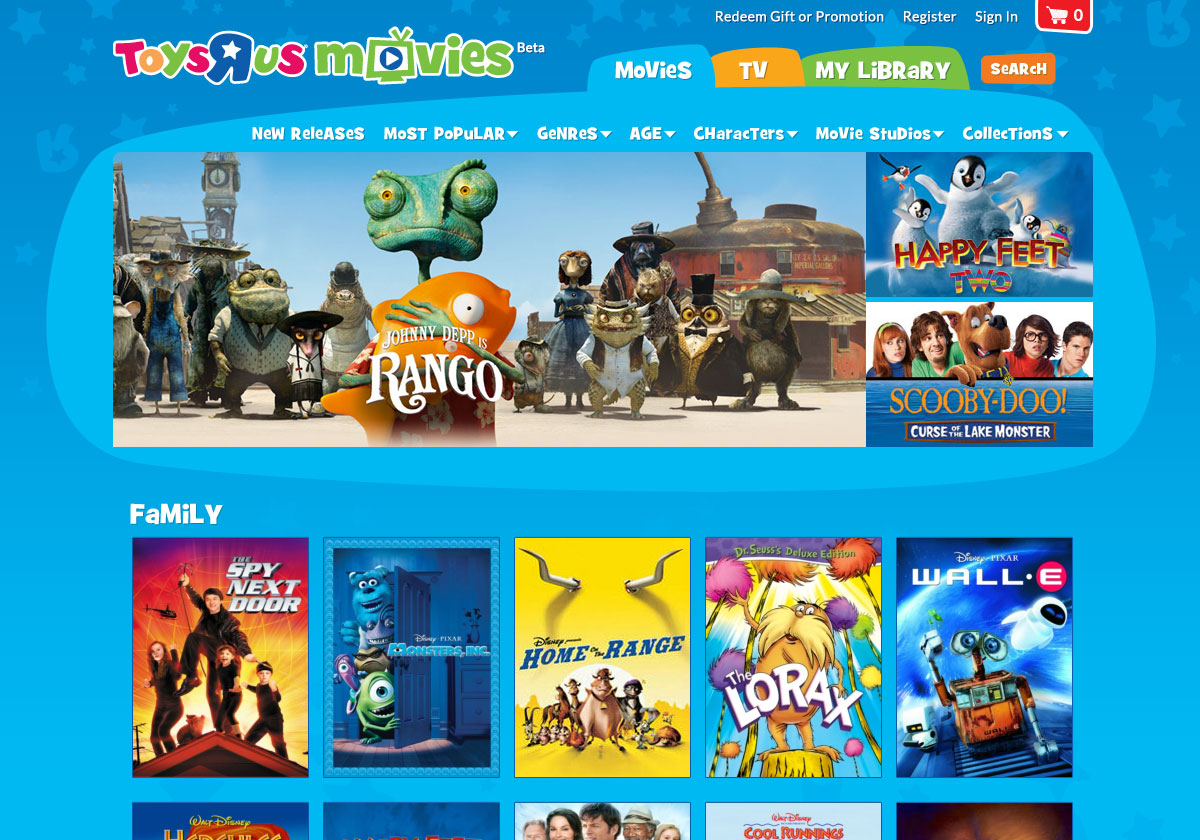 Redeem Gift or Promotion Register Sign In 0
ToysRus movies Beta
MoVieS TV MY LiBRaRY SeARcH
NeW ReleASeS MoST PoPuLAR GeNReS AGE CHaracTers MoVie StuDios CollecTionS
HAPPY FEET
TWO
JOHNNY DEPP IS
RANGO
SCOOBY-DOO!
CURSE OF THE LAKE MONSTER
FaMiLY
THE
SPY
NEXT
DOOR
Disney PIXAR
MONSTERS, INC.
Disney presents
HOME On The RANGE
Dr. Seuss's Deluxe Edition
The
LORAX
Disney PIXAR
WALL·E
WALT DISNEY
HERCULES
WALT DISNEY
COOL RUNNINGS